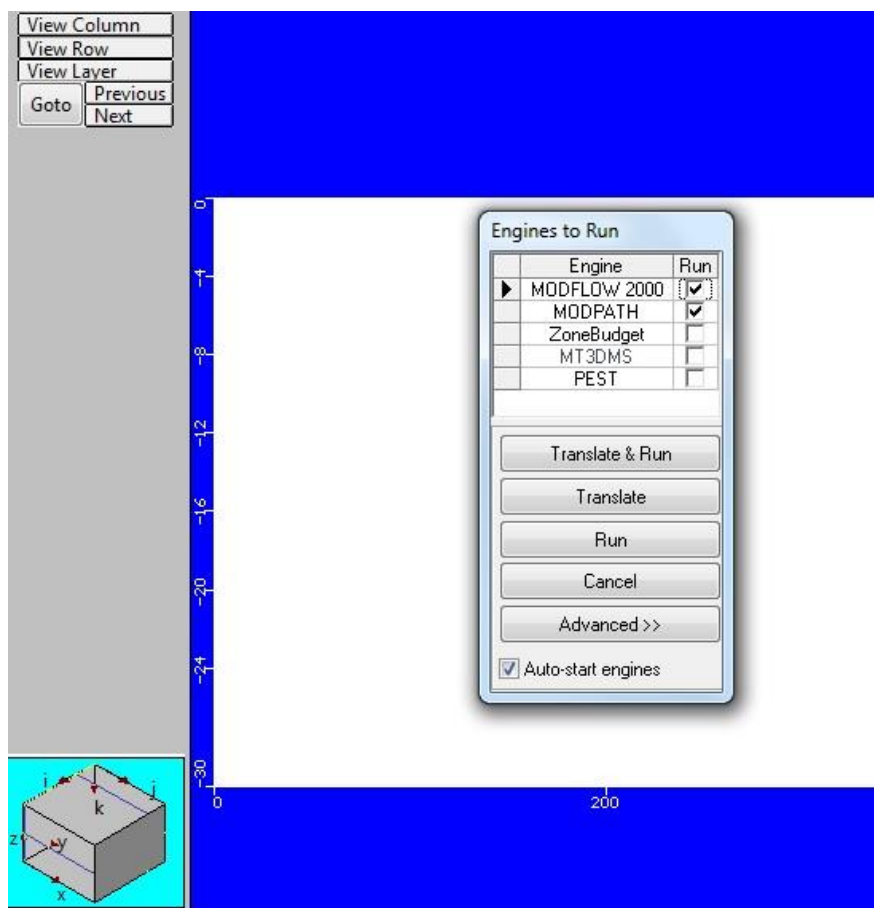 View Column
View Row
View Layer
Goto
Previous
Next
0
-4
-8
-12
-16
-20
-24
-30
0
200
Engines to Run
Engine Run
MODFLOW 2000
MODPATH
ZoneBudget
MT3DMS
PEST
Translate & Run
Translate
Run
Cancel
Advanced >>
Auto-start engines
i j
k
z y
x